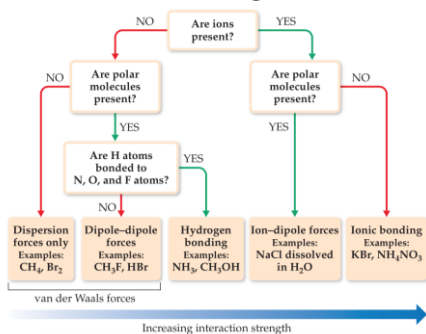 NO
Are ions
present?
YES
NO
Are polar
molecules
present?
Are polar
molecules
present?
NO
YES
YES
Are H atoms
bonded to
N, O, and F atoms?
YES
NO
Dispersion
forces only
Examples:
CH₄, Br₂
Dipole–dipole
forces
Examples:
CH₃F, HBr
Hydrogen
bonding
Examples:
NH₃, CH₃OH
Ion–dipole forces
Examples:
NaCl dissolved
in H₂O
Ionic bonding
Examples:
KBr, NH₄NO₃
van der Waals forces
Increasing interaction strength